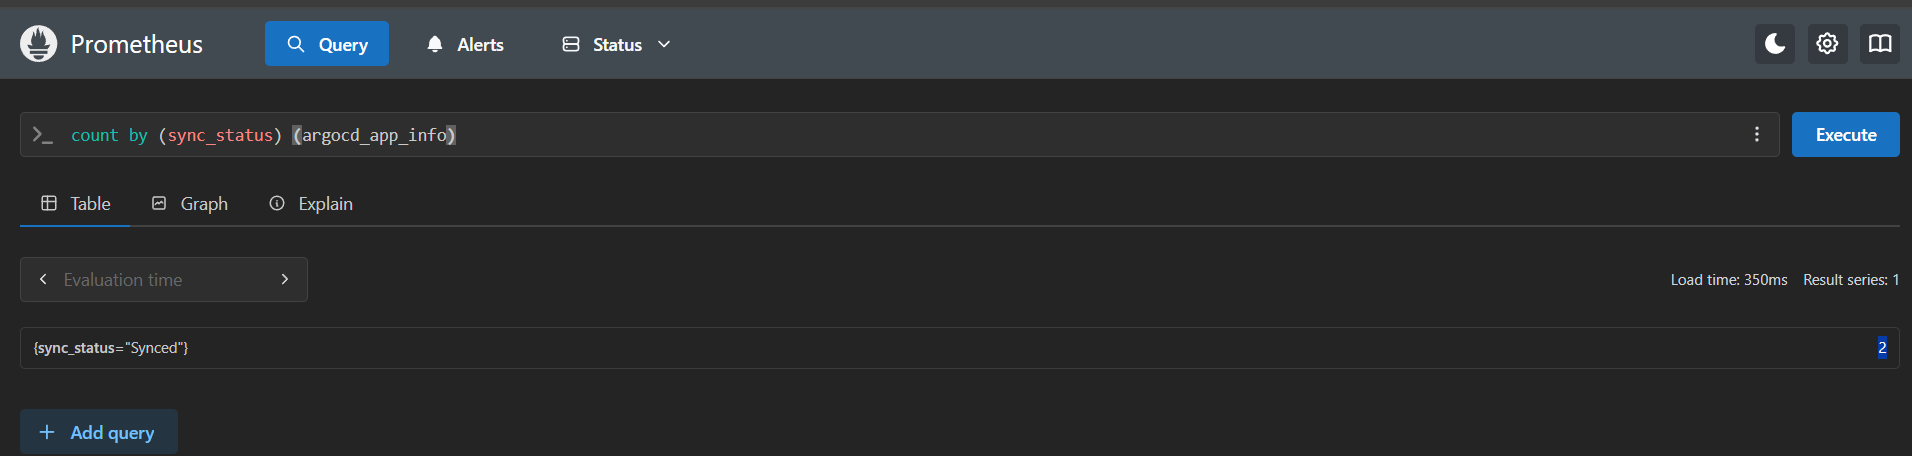 Prometheus Query Alerts Status
count by (sync_status) (argocd_app_info) Execute
Table Graph Explain
Evaluation time Load time: 350ms Result series: 1
{sync_status="Synced"} 2
Add query